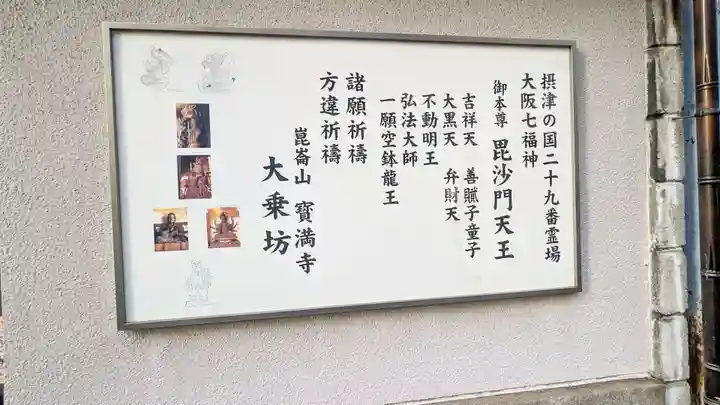 摂津の国二十九番霊場
大阪七福神
御本尊 毘沙門天王
吉祥天 善膩子童子
大黒天 弁財天
不動明王
弘法大師
一願空鉢龍王
諸願祈禱
方違祈禱
崑崙山 寳満寺
大乗坊